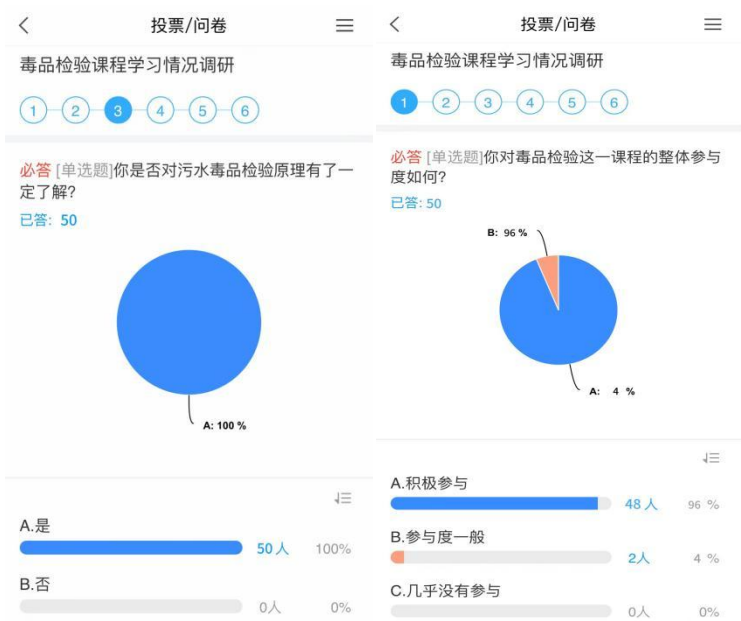 投票/问卷
毒品检验课程学习情况调研
1 2 3 4 5 6
必答 [单选题]你是否对污水毒品检验原理有了一
定了解?
已答: 50
A: 100 %
A.是
50人 100%
B.否
0人 0%
投票/问卷
毒品检验课程学习情况调研
1 2 3 4 5 6
必答 [单选题]你对毒品检验这一课程的整体参与
度如何?
已答: 50
B: 96 %
A: 4 %
A.积极参与
48人 96 %
B.参与度一般
2人 4 %
C.几乎没有参与
0人 0%